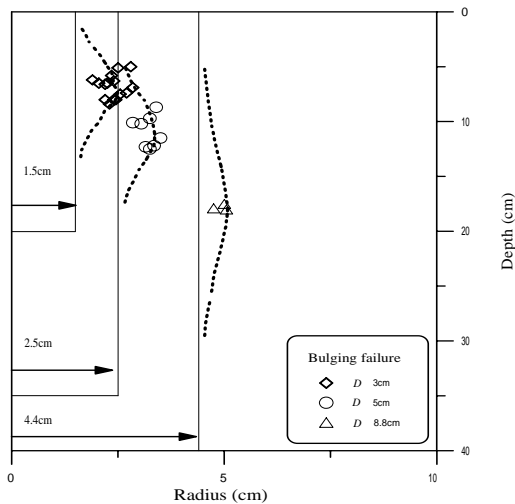 0
10
20
30
40
Depth (cm)
1.5cm
2.5cm
4.4cm
Bulging failure
D 3cm
D 5cm
D 8.8cm
0
5
10
Radius (cm)